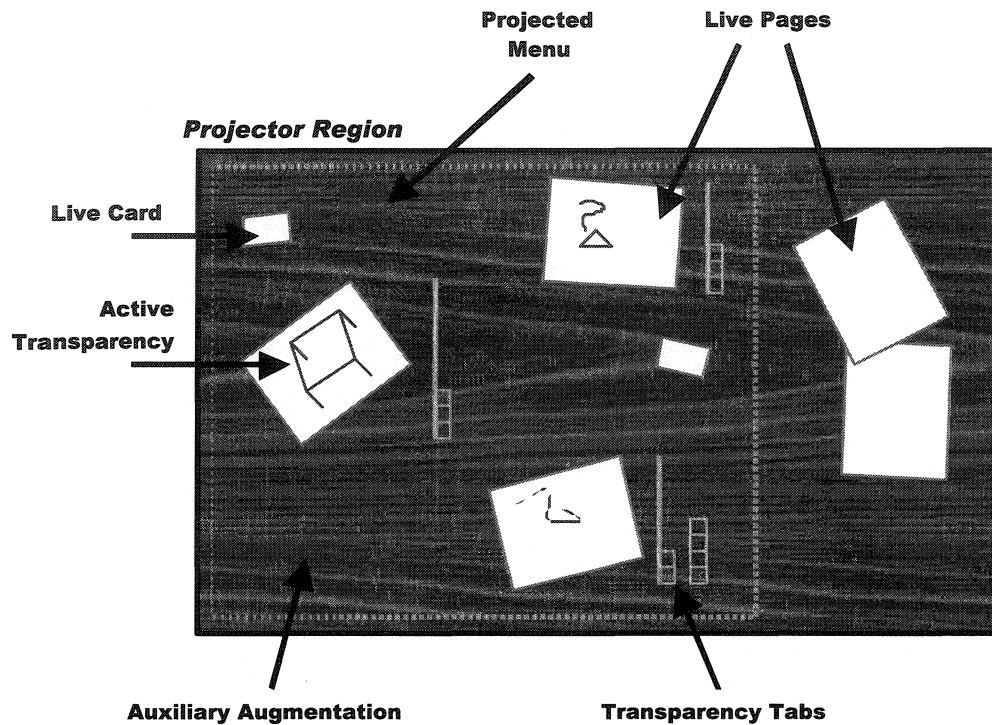 Projected
Menu
Live Pages
Projector Region
Live Card
Active
Transparency
Auxiliary Augmentation
Transparency Tabs